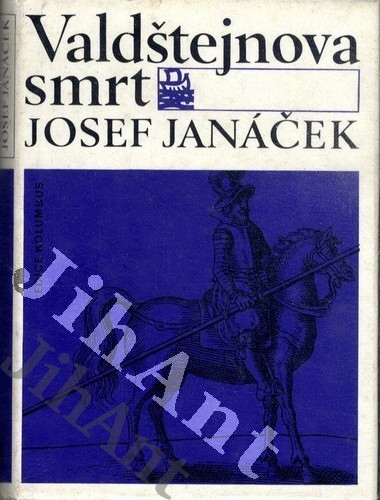 Valdštejnova
smrt
JOSEF JANÁČEK
JOSEF JANÁČEK
EDICE KOLUMBUS
JihAnt
JihAnt